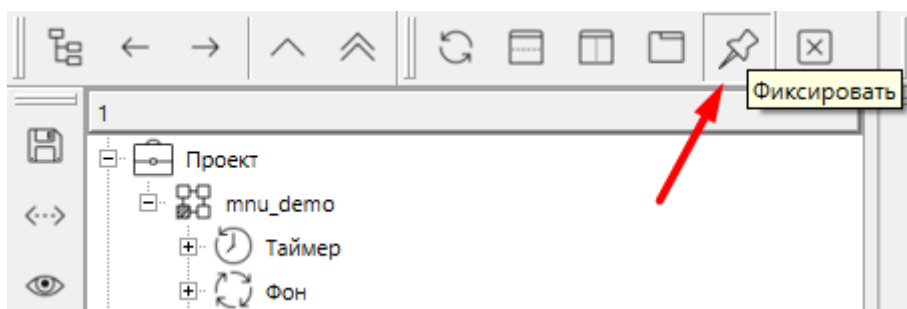 Фиксировать
1
Проект
mnu_demo
Таймер
Фон